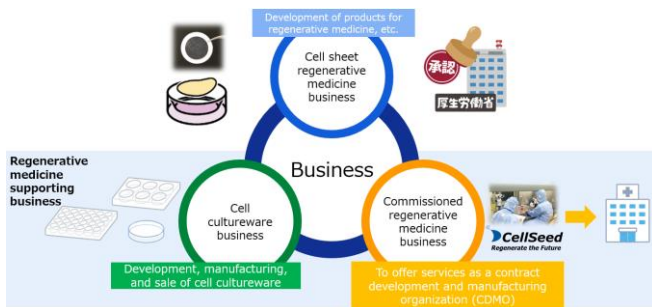 Development of products for
regenerative medicine, etc.
Cell sheet
regenerative
medicine
business
承認
厚生労働省
Regenerative
medicine
supporting
business
Business
Cell
cultureware
business
Commissioned
regenerative
medicine
business
CellSeed
Regenerate the Future
Development, manufacturing,
and sale of cell cultureware
To offer services as a contract
development and manufacturing
organization (CDMO)